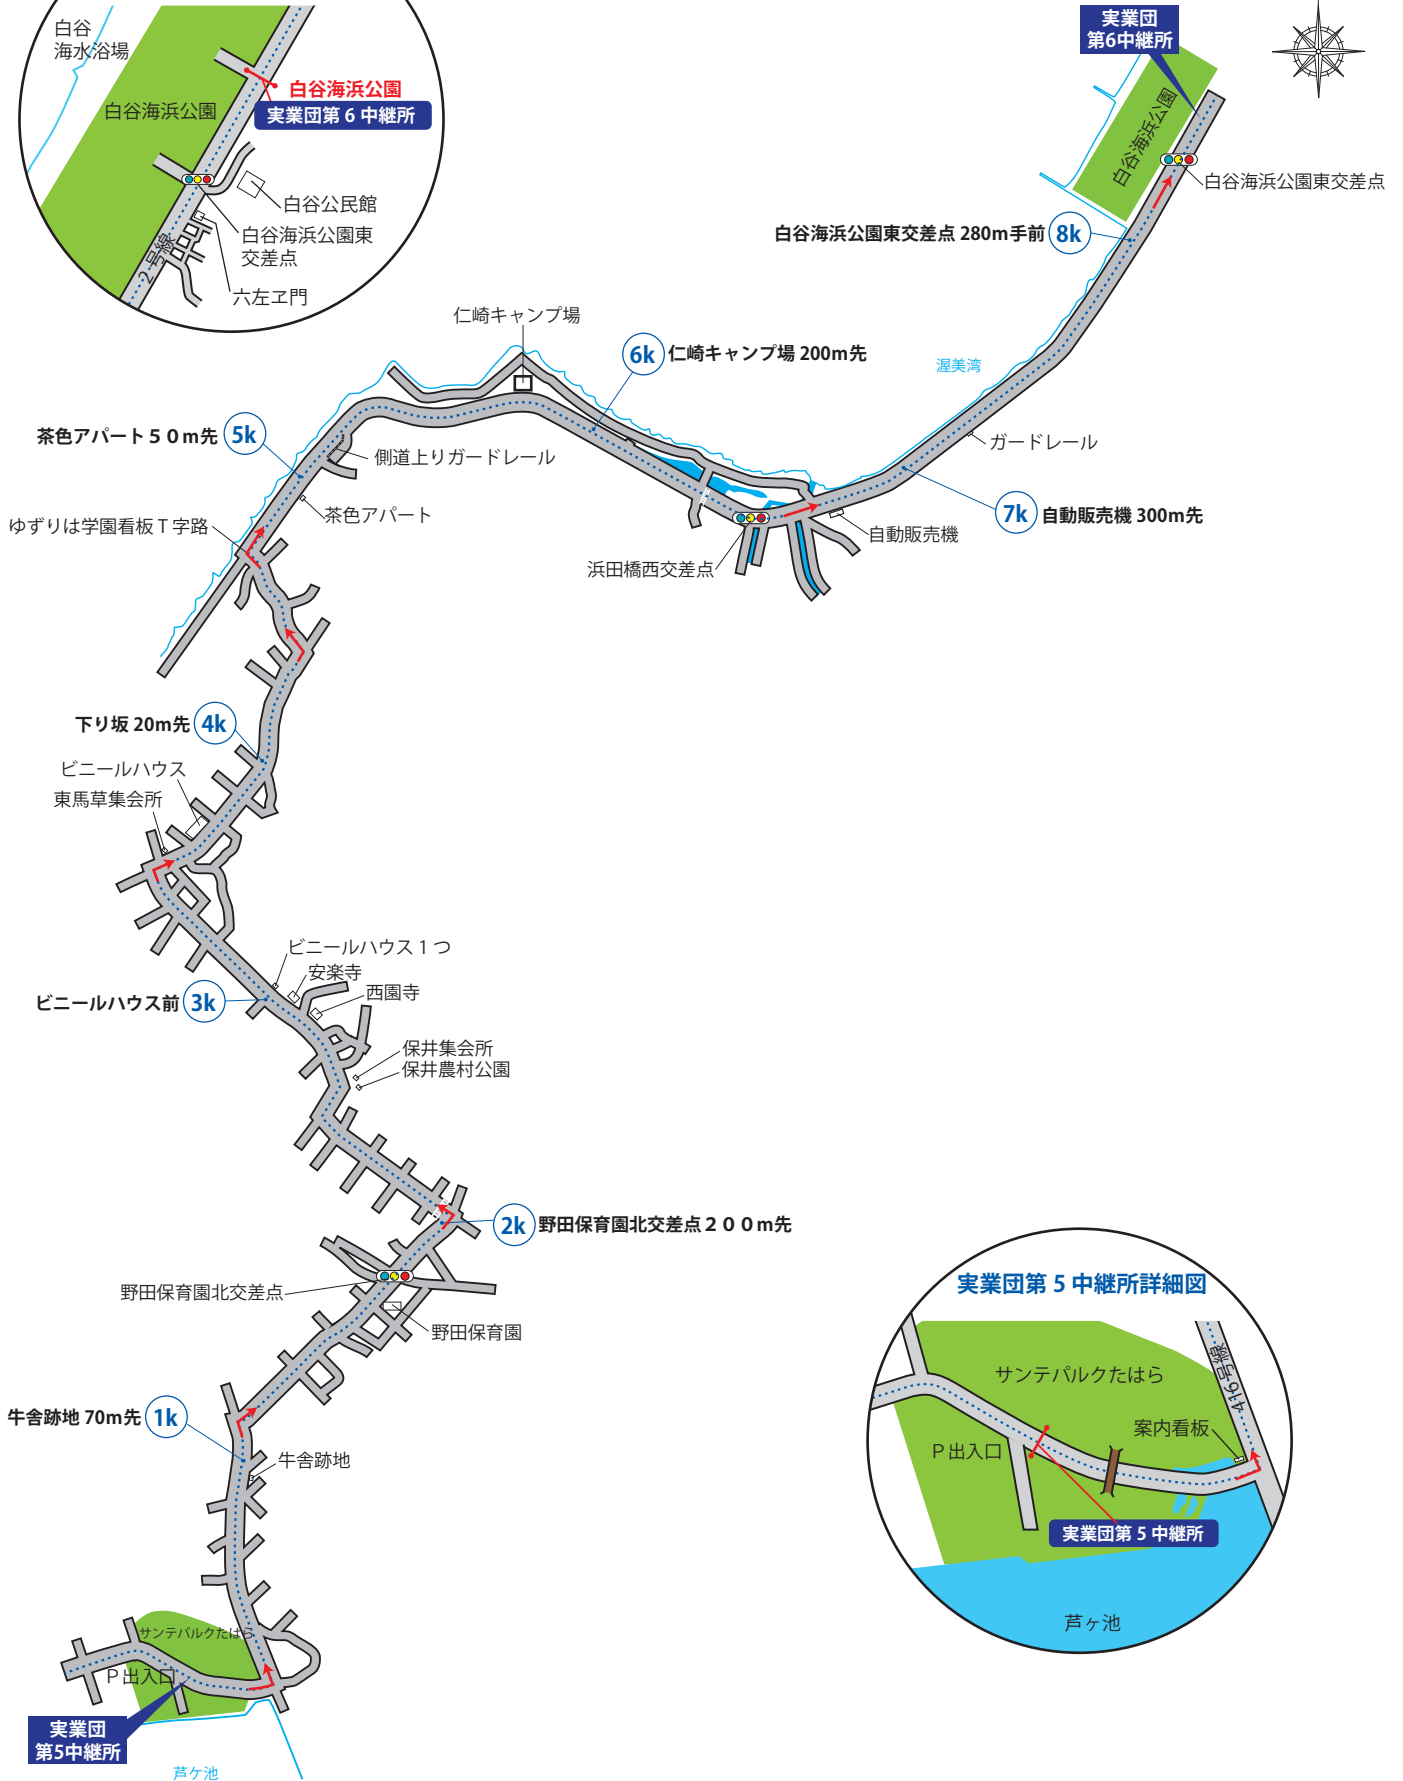 白谷
海水浴場
白谷海浜公園
白谷海浜公園
実業団第６中継所
白谷公民館
白谷海浜公園東
交差点
2号線
六左ヱ門
実業団
第6中継所
白谷海浜公園
白谷海浜公園東交差点
白谷海浜公園東交差点 280m手前 8k
仁崎キャンプ場
6k 仁崎キャンプ場 200m先
渥美湾
茶色アパート５０m先 5k
側道上りガードレール
ガードレール
茶色アパート
ゆずりは学園看板Ｔ字路
7k 自動販売機 300m先
自動販売機
浜田橋西交差点
下り坂 20m先 4k
ビニールハウス
東馬草集会所
ビニールハウス１つ
安楽寺
西園寺
ビニールハウス前 3k
保井集会所
保井農村公園
2k 野田保育園北交差点２００m先
野田保育園北交差点
野田保育園
牛舎跡地 70m先 1k
牛舎跡地
サンテパルクたはら
Ｐ出入口
実業団
第5中継所
芦ケ池
実業団第５中継所詳細図
サンテパルクたはら
416号線
案内看板
Ｐ出入口
実業団第５中継所
芦ヶ池